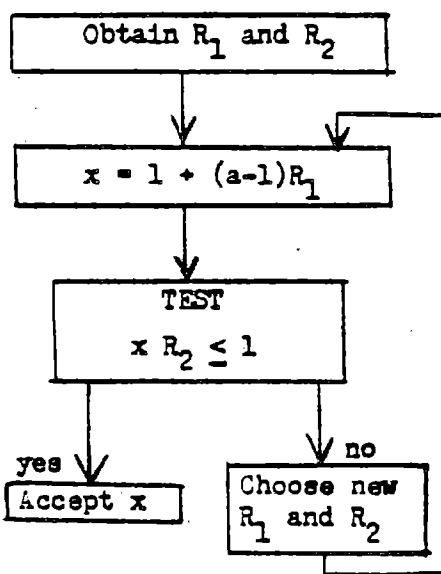 Obtain R₁ and R₂
x = 1 + (a-1)R₁
TEST
x R₂ ≤ 1
yes
no
Accept x
Choose new
R₁ and R₂